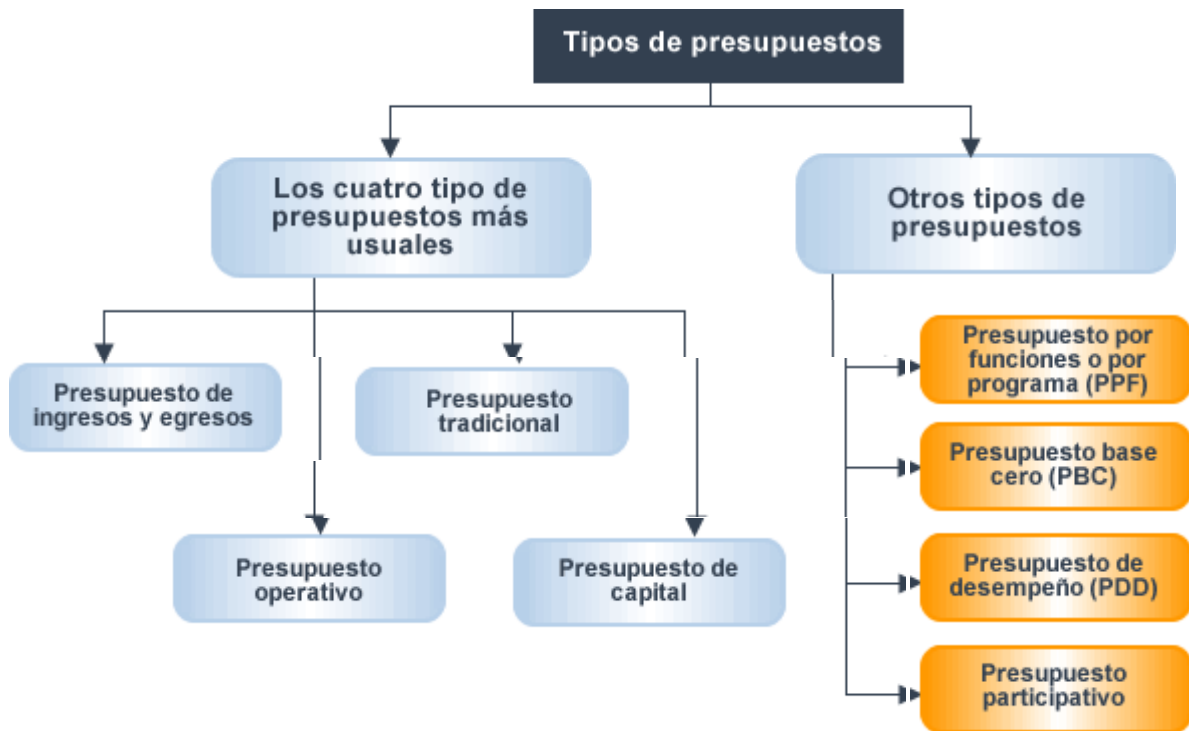 Tipos de presupuestos
Los cuatro tipo de
presupuestos más
usuales
Otros tipos de
presupuestos
Presupuesto de
ingresos y egresos
Presupuesto
tradicional
Presupuesto
operativo
Presupuesto de
capital
Presupuesto por
funciones o por
programa (PPF)
Presupuesto base
cero (PBC)
Presupuesto de
desempeño (PDD)
Presupuesto
participativo